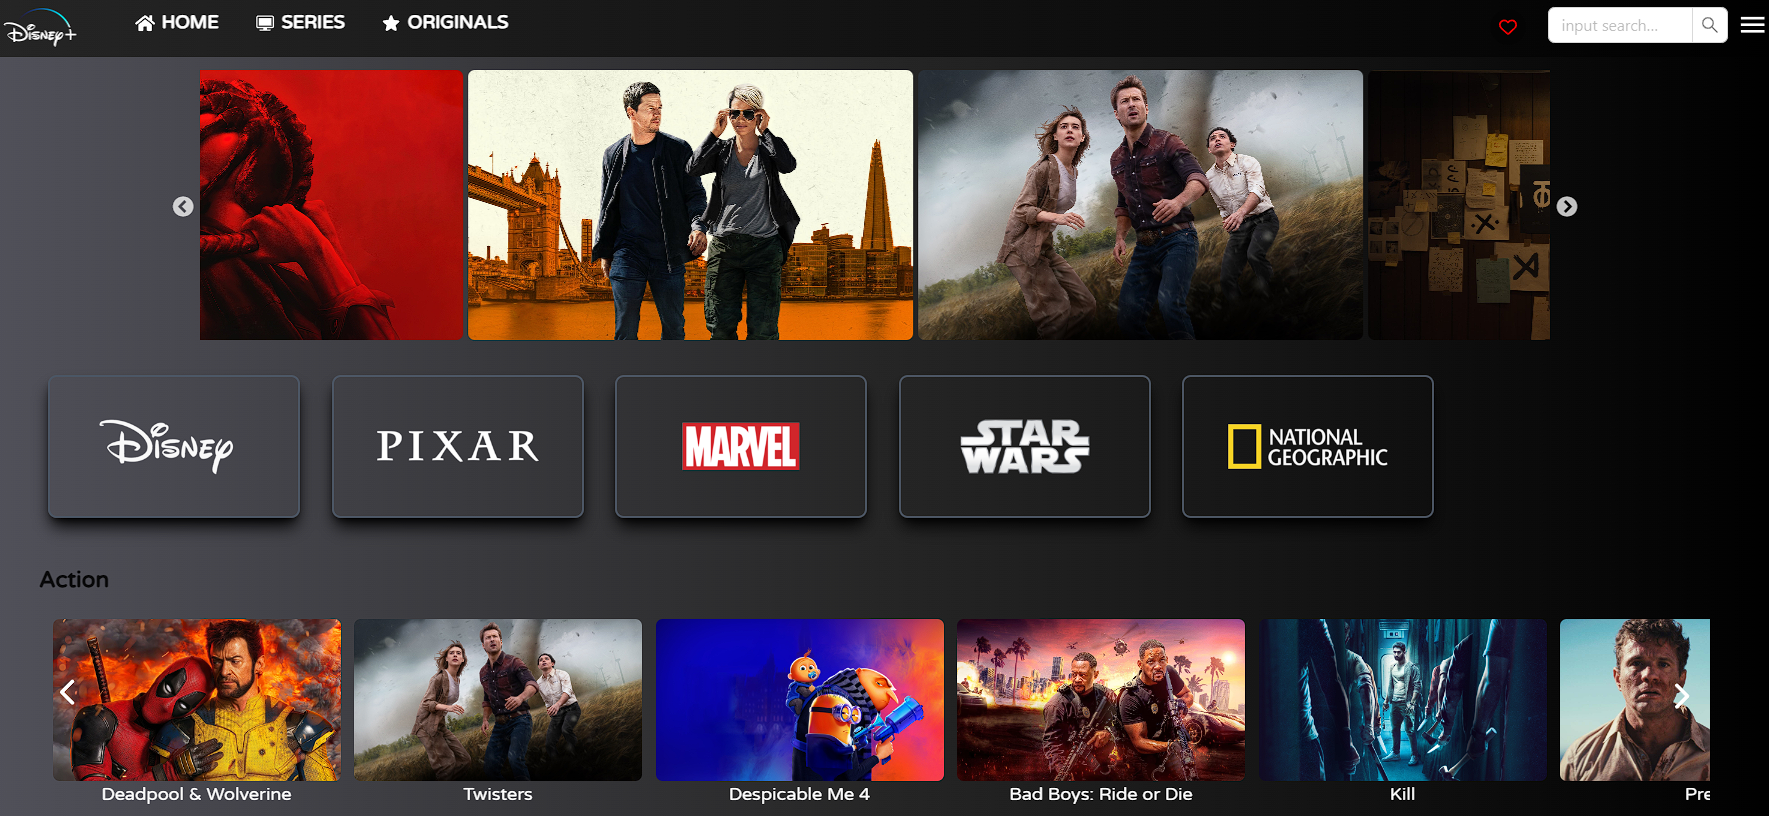 Disney+
HOME
SERIES
ORIGINALS
input search...
Disney
PIXAR
MARVEL
STAR
WARS
NATIONAL
GEOGRAPHIC
Action
Deadpool & Wolverine
Twisters
Despicable Me 4
Bad Boys: Ride or Die
Kill
Pre